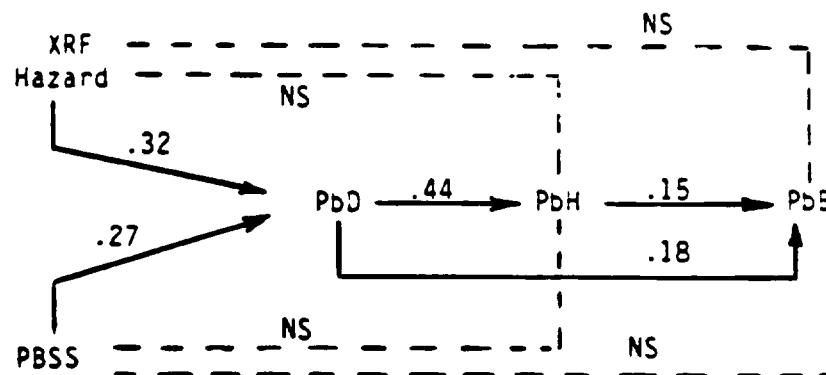 NS
XRF
Hazard
NS
.32
PbD .44 PbH .15 PbB
.27
.18
NS
NS
PBSS